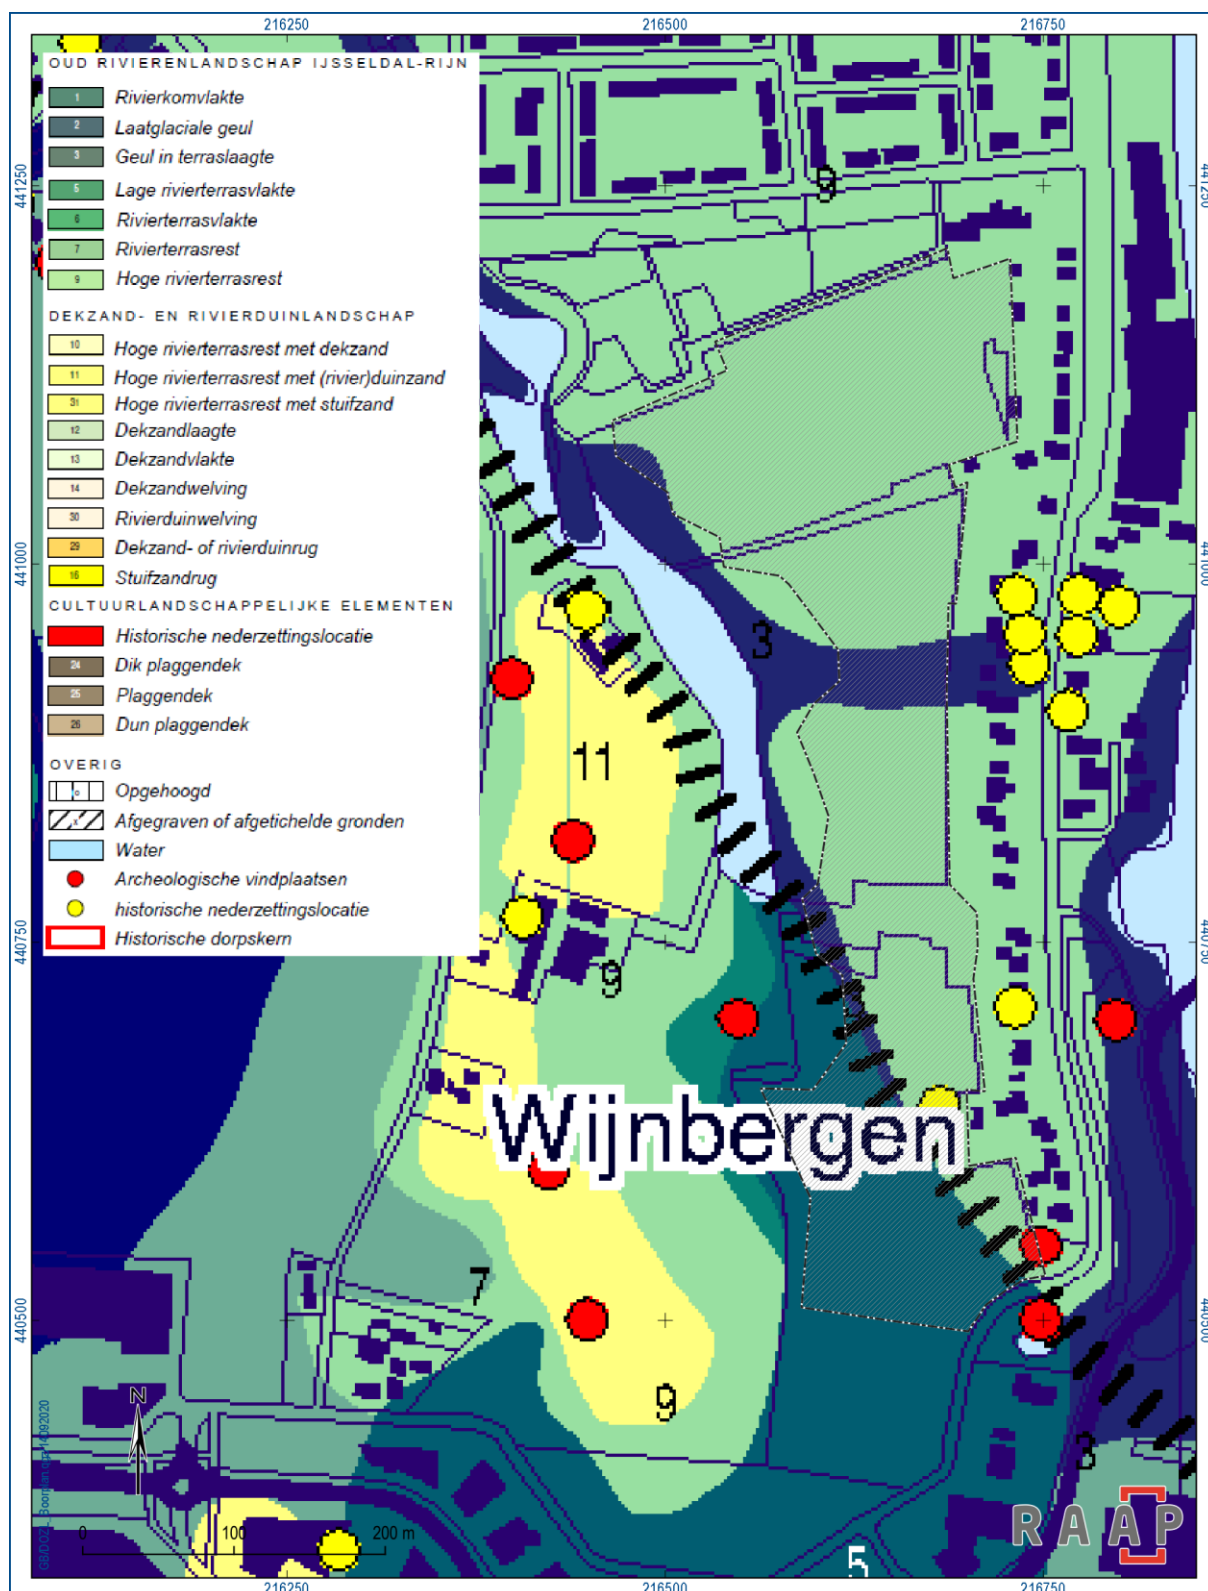 216250 216500 216750
OUD RIVIERENLANDSCHAP IJSSELDAL-RIJN
1 Rivierkomvlakte
2 Laatglaciale geul
3 Geul in terraslaagte
5 Lage rivierterrasvlakte
6 Rivierterrasvlakte
7 Rivierterrasrest
9 Hoge rivierterrasrest
DEKZAND- EN RIVIERDUINLANDSCHAP
10 Hoge rivierterrasrest met dekzand
11 Hoge rivierterrasrest met (rivier)duinzand
31 Hoge rivierterrasrest met stuifzand
12 Dekzandlaagte
13 Dekzandvlakte
14 Dekzandwelving
30 Rivierduinwelving
29 Dekzand- of rivierduinrug
16 Stuifzandrug
CULTUURLANDSCHAPPELIJKE ELEMENTEN
Historische nederzettingslocatie
24 Dik plaggendek
25 Plaggendek
26 Dun plaggendek
OVERIG
o Opgehoogd
x Afgegraven of afgetichelde gronden
Water
Archeologische vindplaatsen
historische nederzettingslocatie
Historische dorpskern
441250
441000
440750
440500
441250
441000
440750
440500
9
3
11
9
Wijnbergen
7
9
3
5
N
0 100 200 m
RAAP
216250 216500 216750